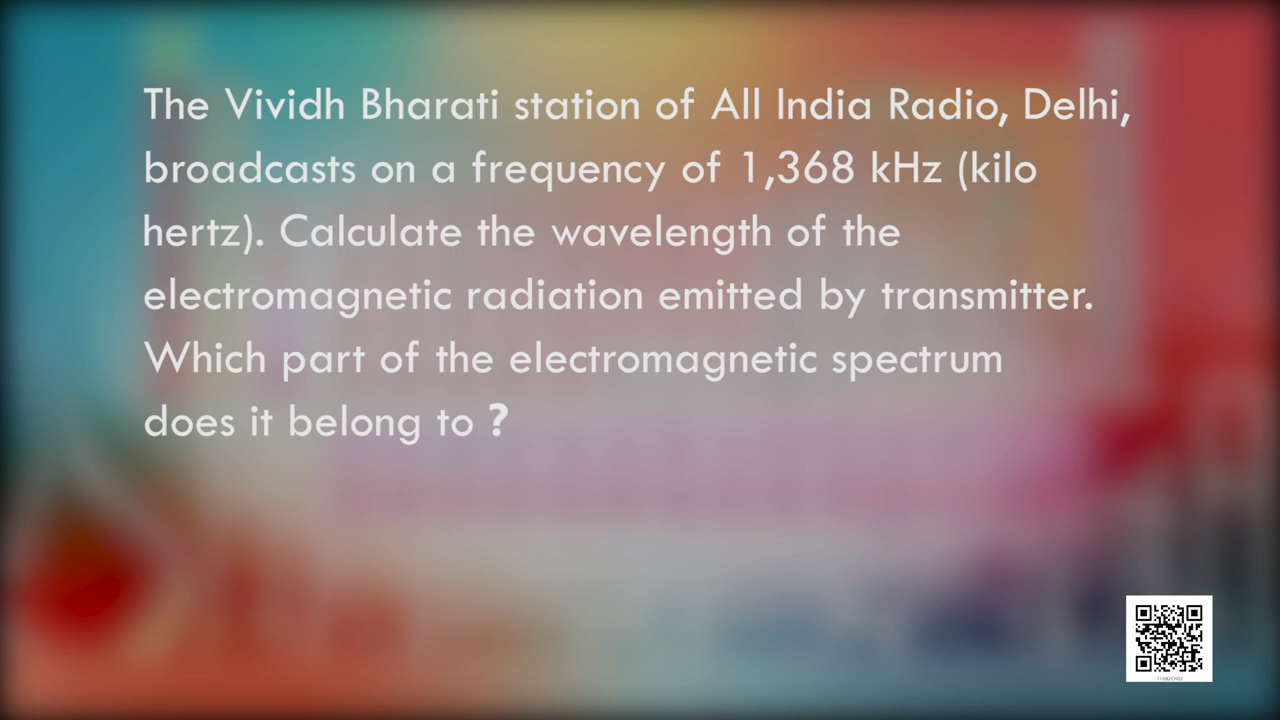 The Vividh Bharati station of All India Radio, Delhi,
broadcasts on a frequency of 1,368 kHz (kilo
hertz). Calculate the wavelength of the
electromagnetic radiation emitted by transmitter.
Which part of the electromagnetic spectrum
does it belong to ?